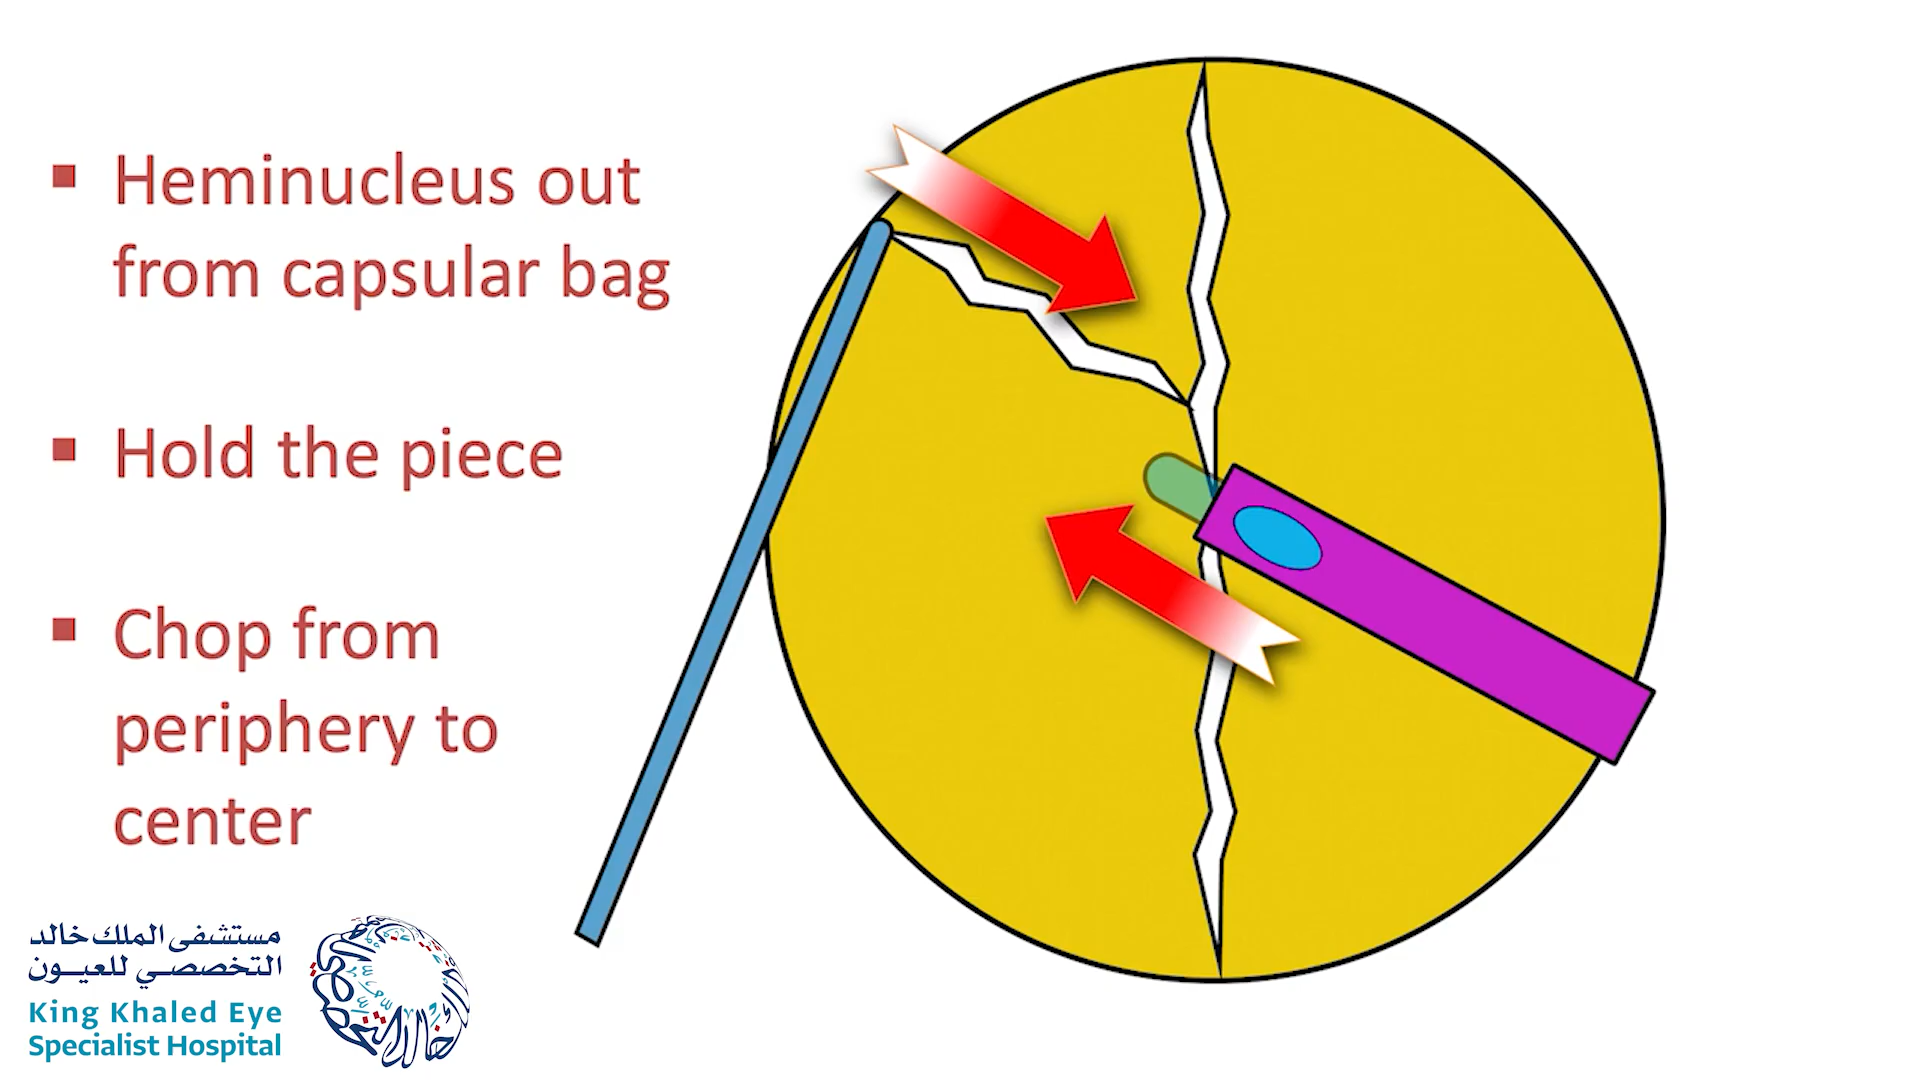 ▪ Heminucleus out
from capsular bag
▪ Hold the piece
▪ Chop from
periphery to
center
مستشفى الملك خالد
التخصصي للعيون
King Khaled Eye
Specialist Hospital